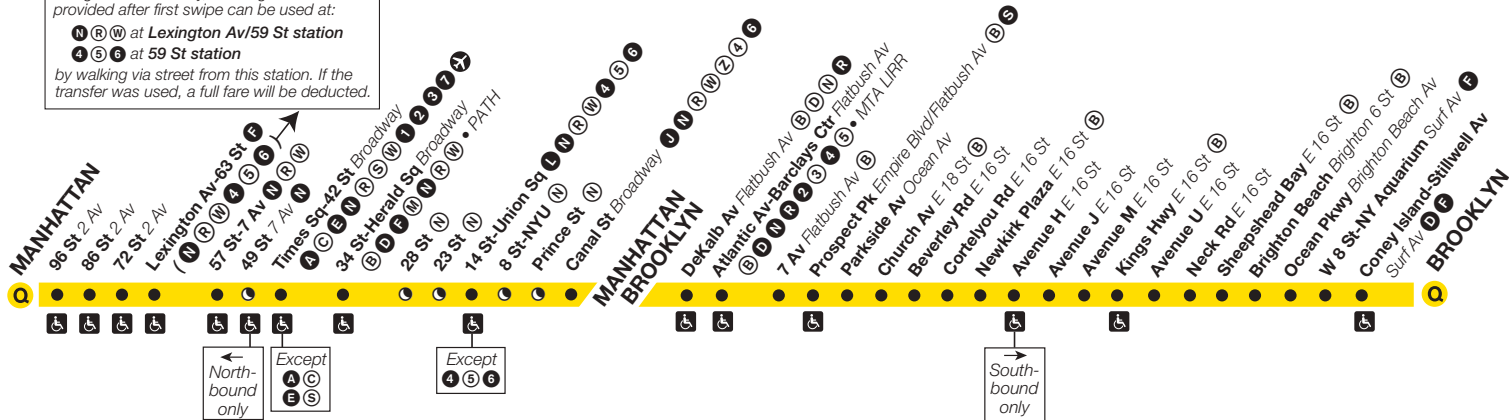 provided after first swipe can be used at:
N R W at Lexington Av/59 St station
4 5 6 at 59 St station
by walking via street from this station. If the
transfer was used, a full fare will be deducted.
MANHATTAN
96 St 2 Av
86 St 2 Av
72 St 2 Av
Lexington Av-63 St F
( N R W 4 5 6 )
57 St-7 Av N R W
49 St 7 Av N
Times Sq-42 St Broadway
A C E N R S W 1 2 3 7
34 St-Herald Sq Broadway
B D F M N R W • PATH
28 St N
23 St N
14 St-Union Sq L N R W 4 5 6
8 St-NYU N
Prince St N
Canal St Broadway J N R W Z 4 6
MANHATTAN
BROOKLYN
DeKalb Av Flatbush Av B D N R
Atlantic Av-Barclays Ctr Flatbush Av
B D N R 2 3 4 5 • MTA LIRR
7 Av Flatbush Av B
Prospect Pk Empire Blvd/Flatbush Av B S
Parkside Av Ocean Av
Church Av E 18 St B
Beverley Rd E 16 St
Cortelyou Rd E 16 St
Newkirk Plaza E 16 St B
Avenue H E 16 St
Avenue J E 16 St
Avenue M E 16 St
Kings Hwy E 16 St B
Avenue U E 16 St
Neck Rd E 16 St
Sheepshead Bay E 16 St B
Brighton Beach Brighton 6 St B
Ocean Pkwy Brighton Beach Av
W 8 St-NY Aquarium Surf Av F
Coney Island-Stillwell Av
Surf Av D F
BROOKLYN
Q
Q
North-
bound
only
Except
A C
E S
Except
4 5 6
South-
bound
only